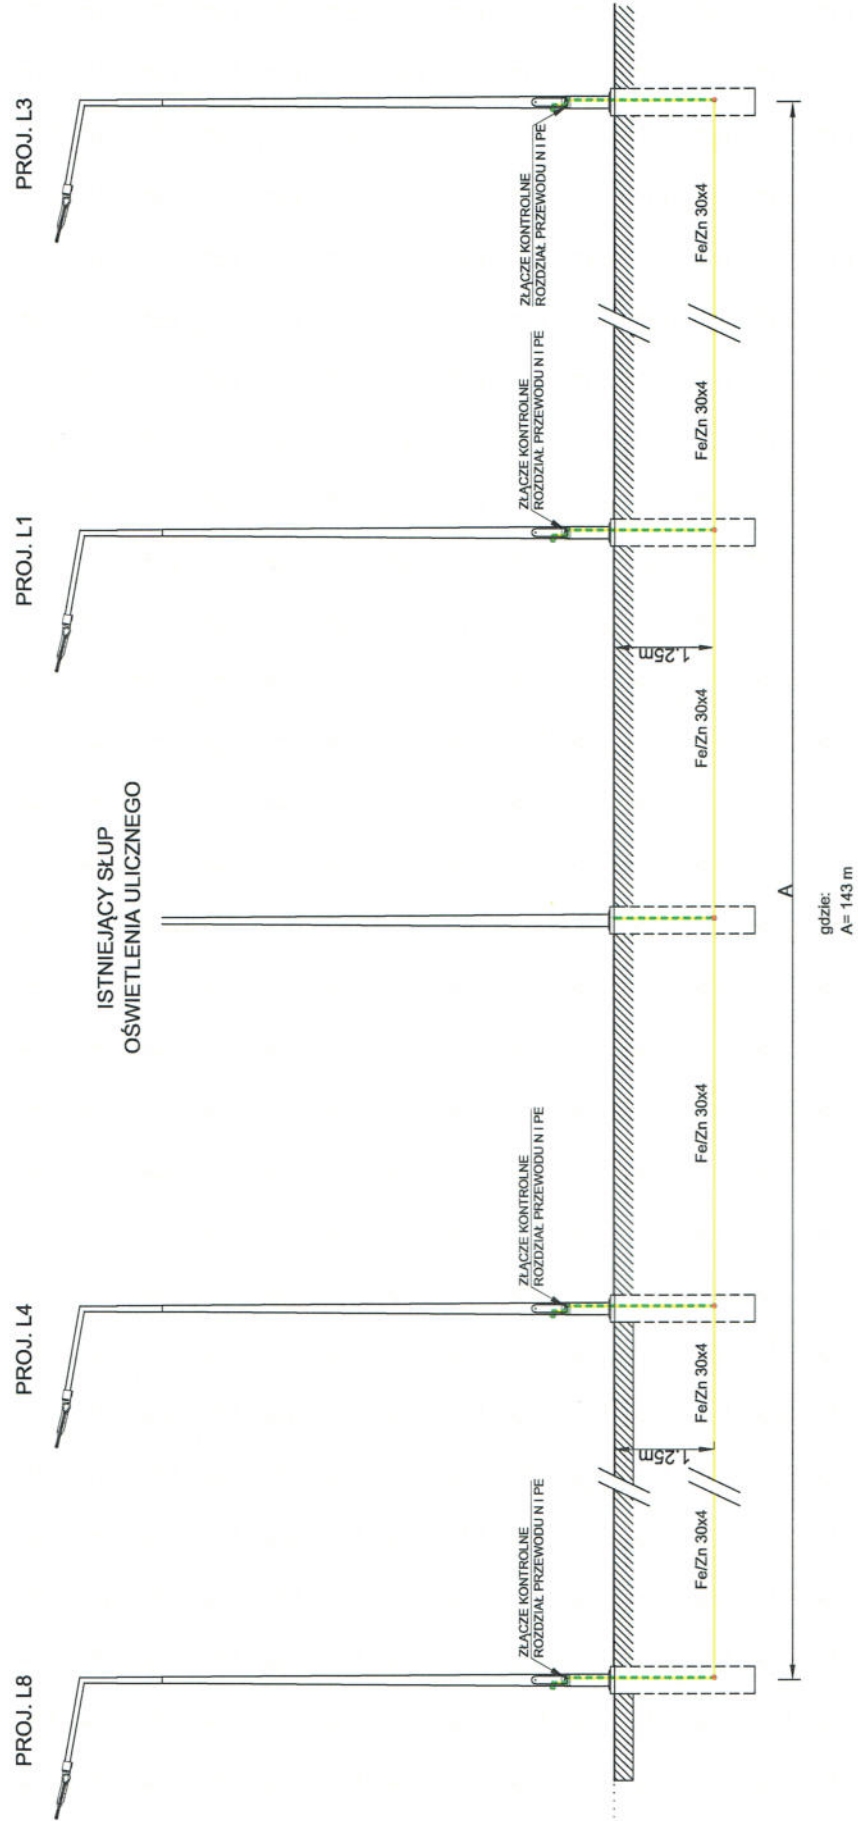 PROJ. L8
PROJ. L4
ISTNIEJĄCY SŁUP
OŚWIETLENIA ULICZNEGO
PROJ. L1
PROJ. L3
ZŁĄCZE KONTROLNE
ROZDZIAŁ PRZEWODU N I PE
ZŁĄCZE KONTROLNE
ROZDZIAŁ PRZEWODU N I PE
ZŁĄCZE KONTROLNE
ROZDZIAŁ PRZEWODU N I PE
ZŁĄCZE KONTROLNE
ROZDZIAŁ PRZEWODU N I PE
1.25m
1.25m
Fe/Zn 30x4
Fe/Zn 30x4
Fe/Zn 30x4
Fe/Zn 30x4
Fe/Zn 30x4
Fe/Zn 30x4
A
gdzie:
A= 143 m